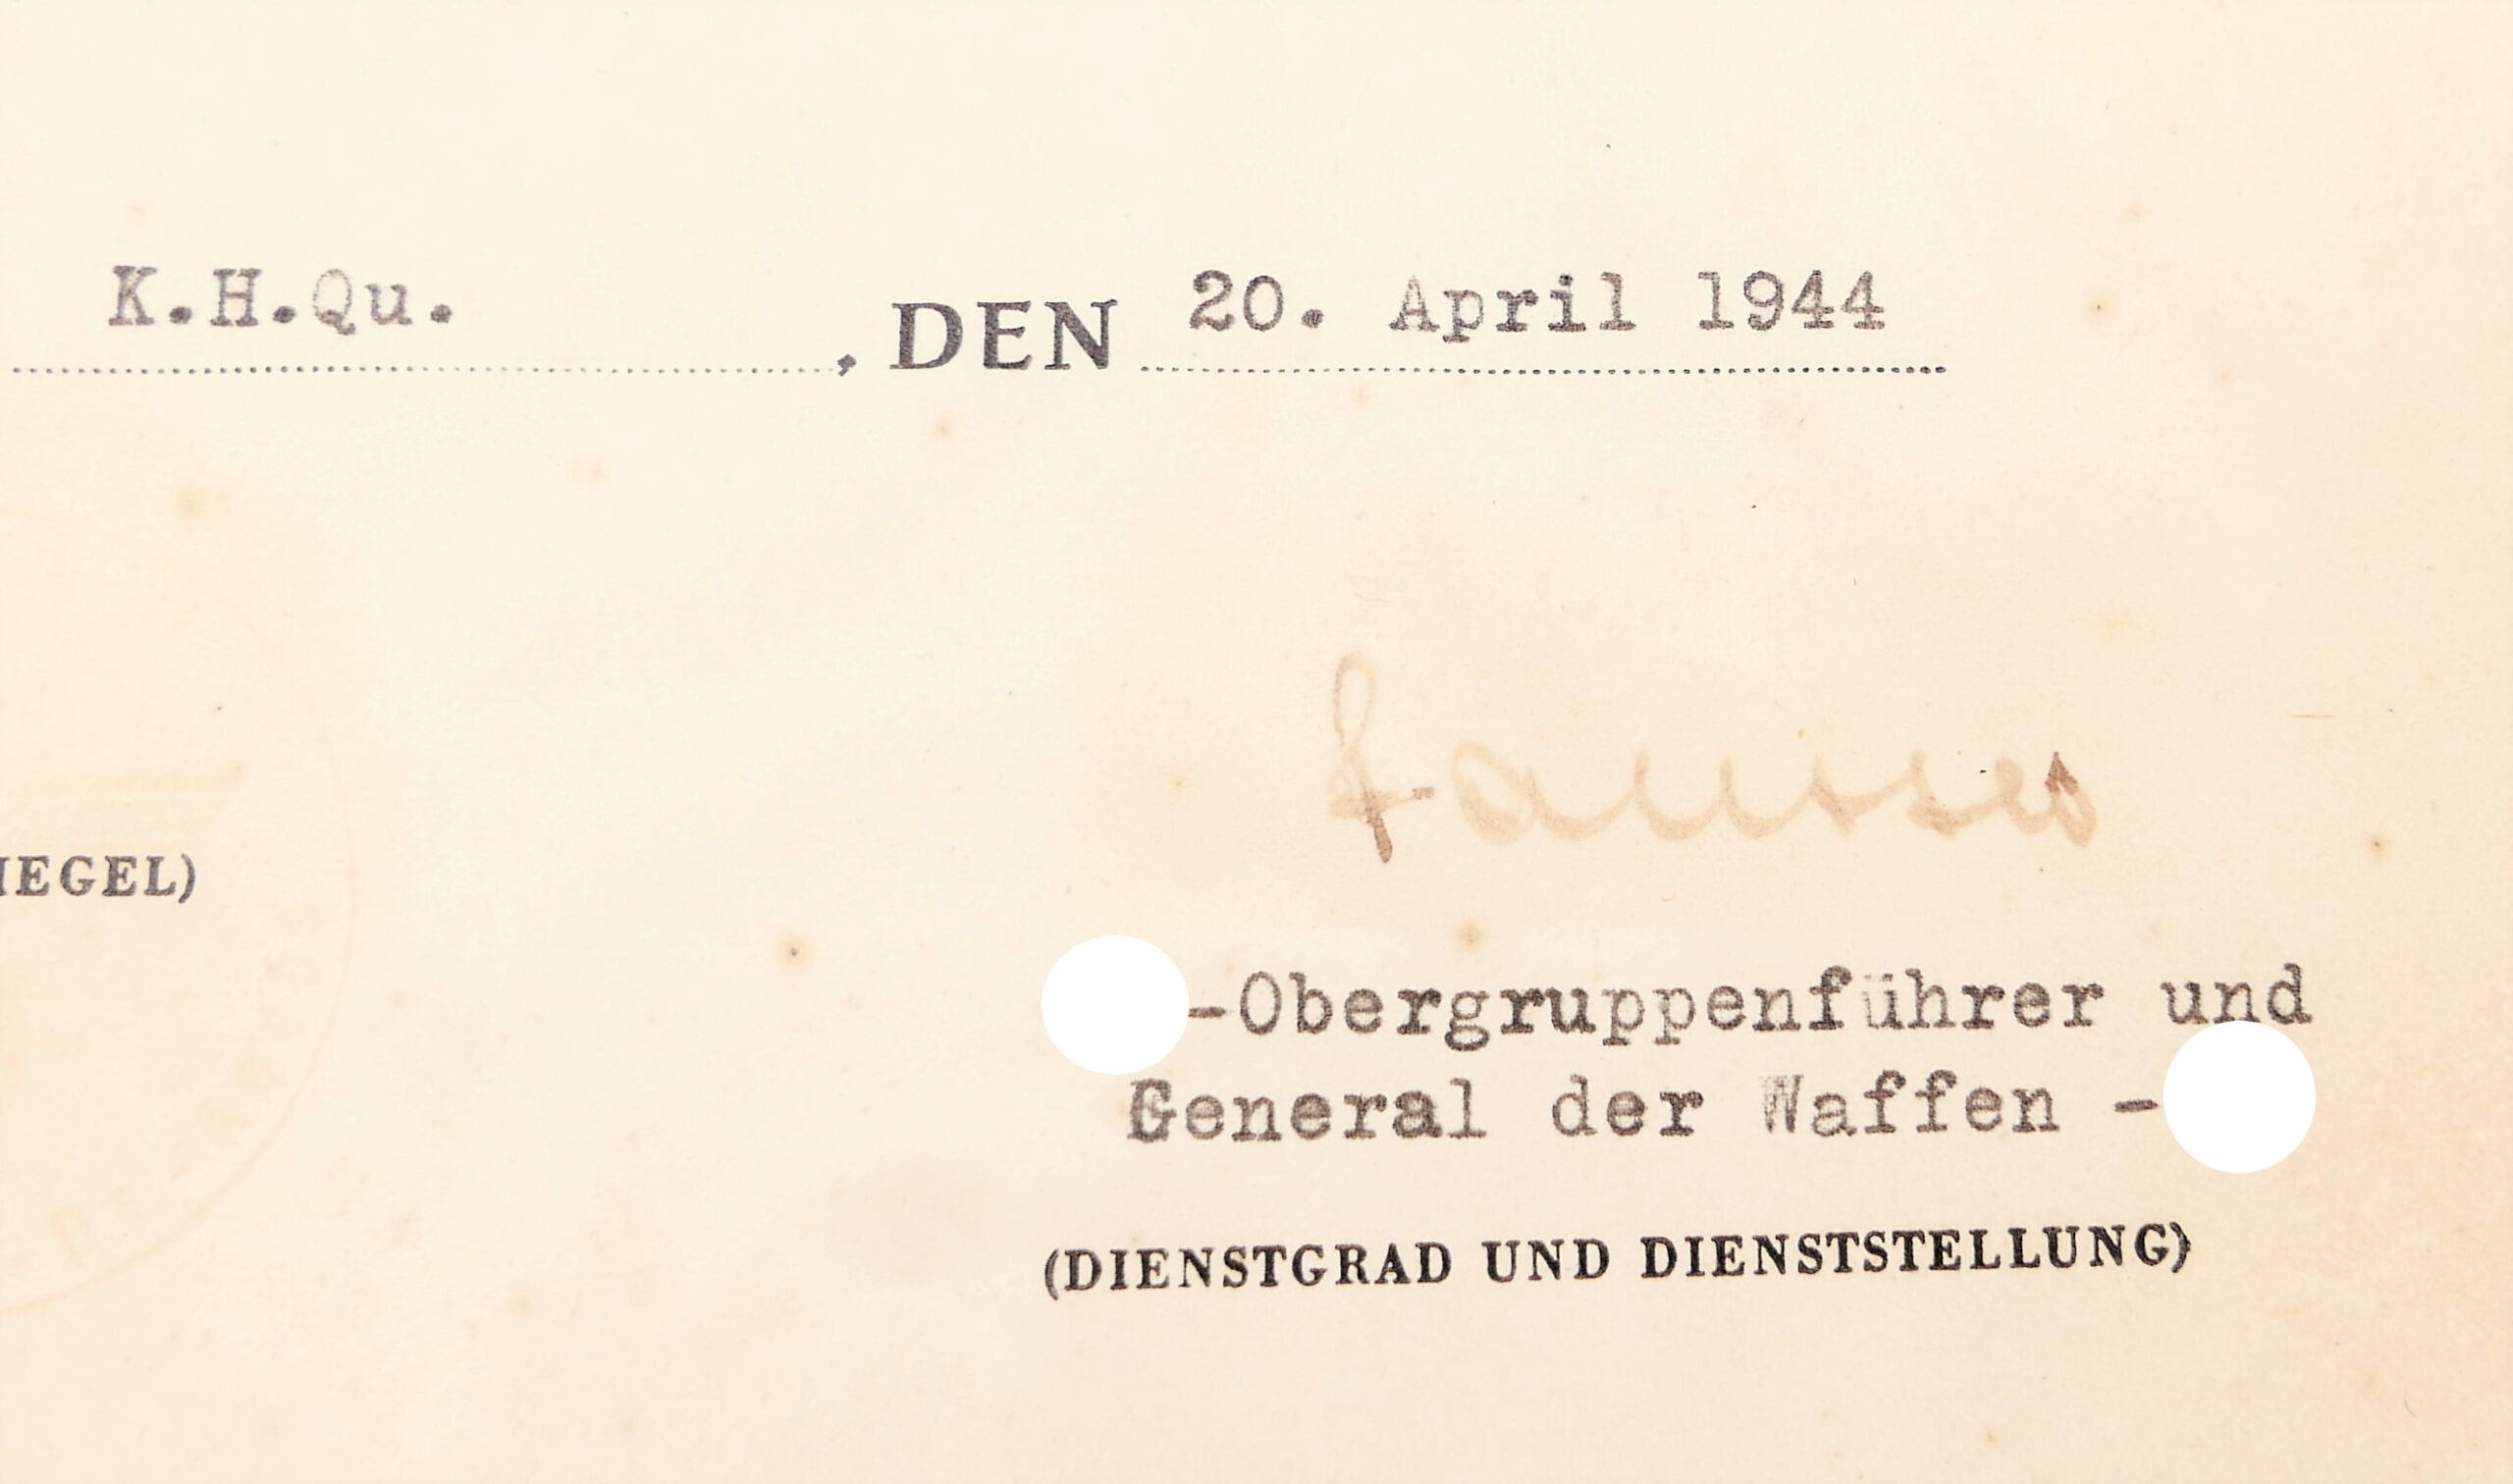 K.H.Qu. , DEN 20. April 1944
IEGEL)
-Obergruppenführer und
General der Waffen -
(DIENSTGRAD UND DIENSTSTELLUNG)